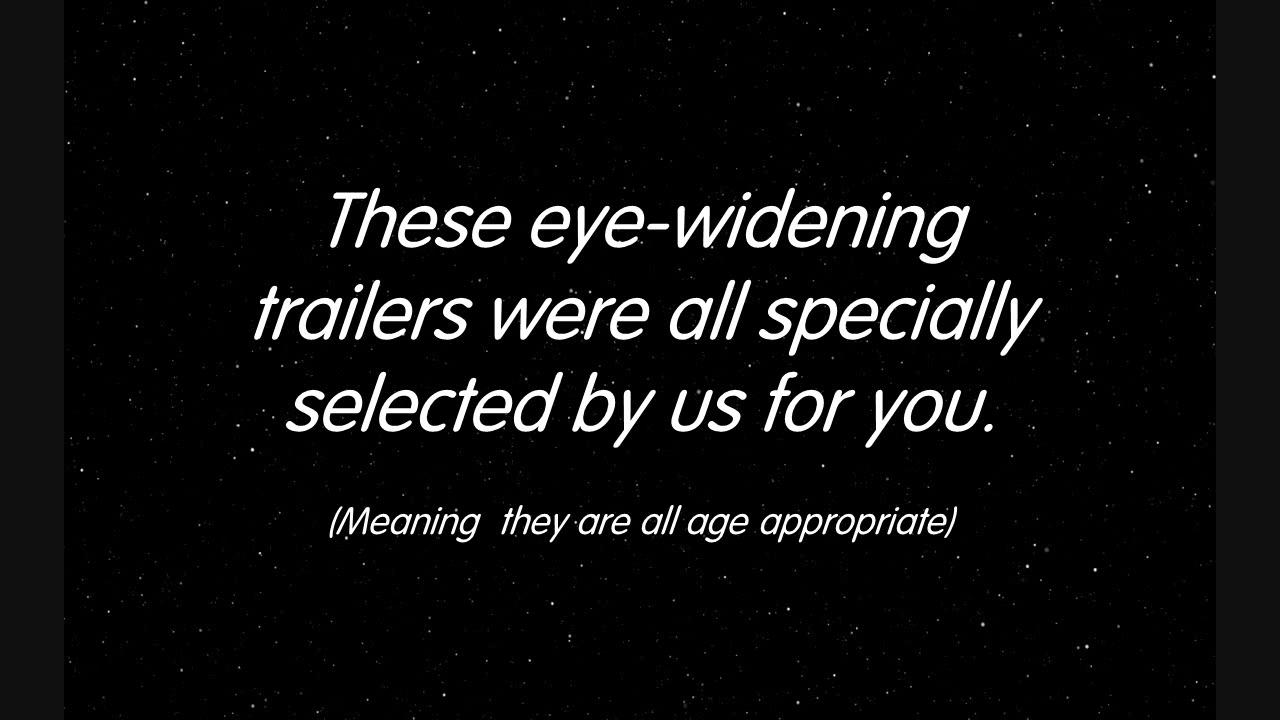 These eye-widening
trailers were all specially
selected by us for you.
(Meaning  they are all age appropriate)